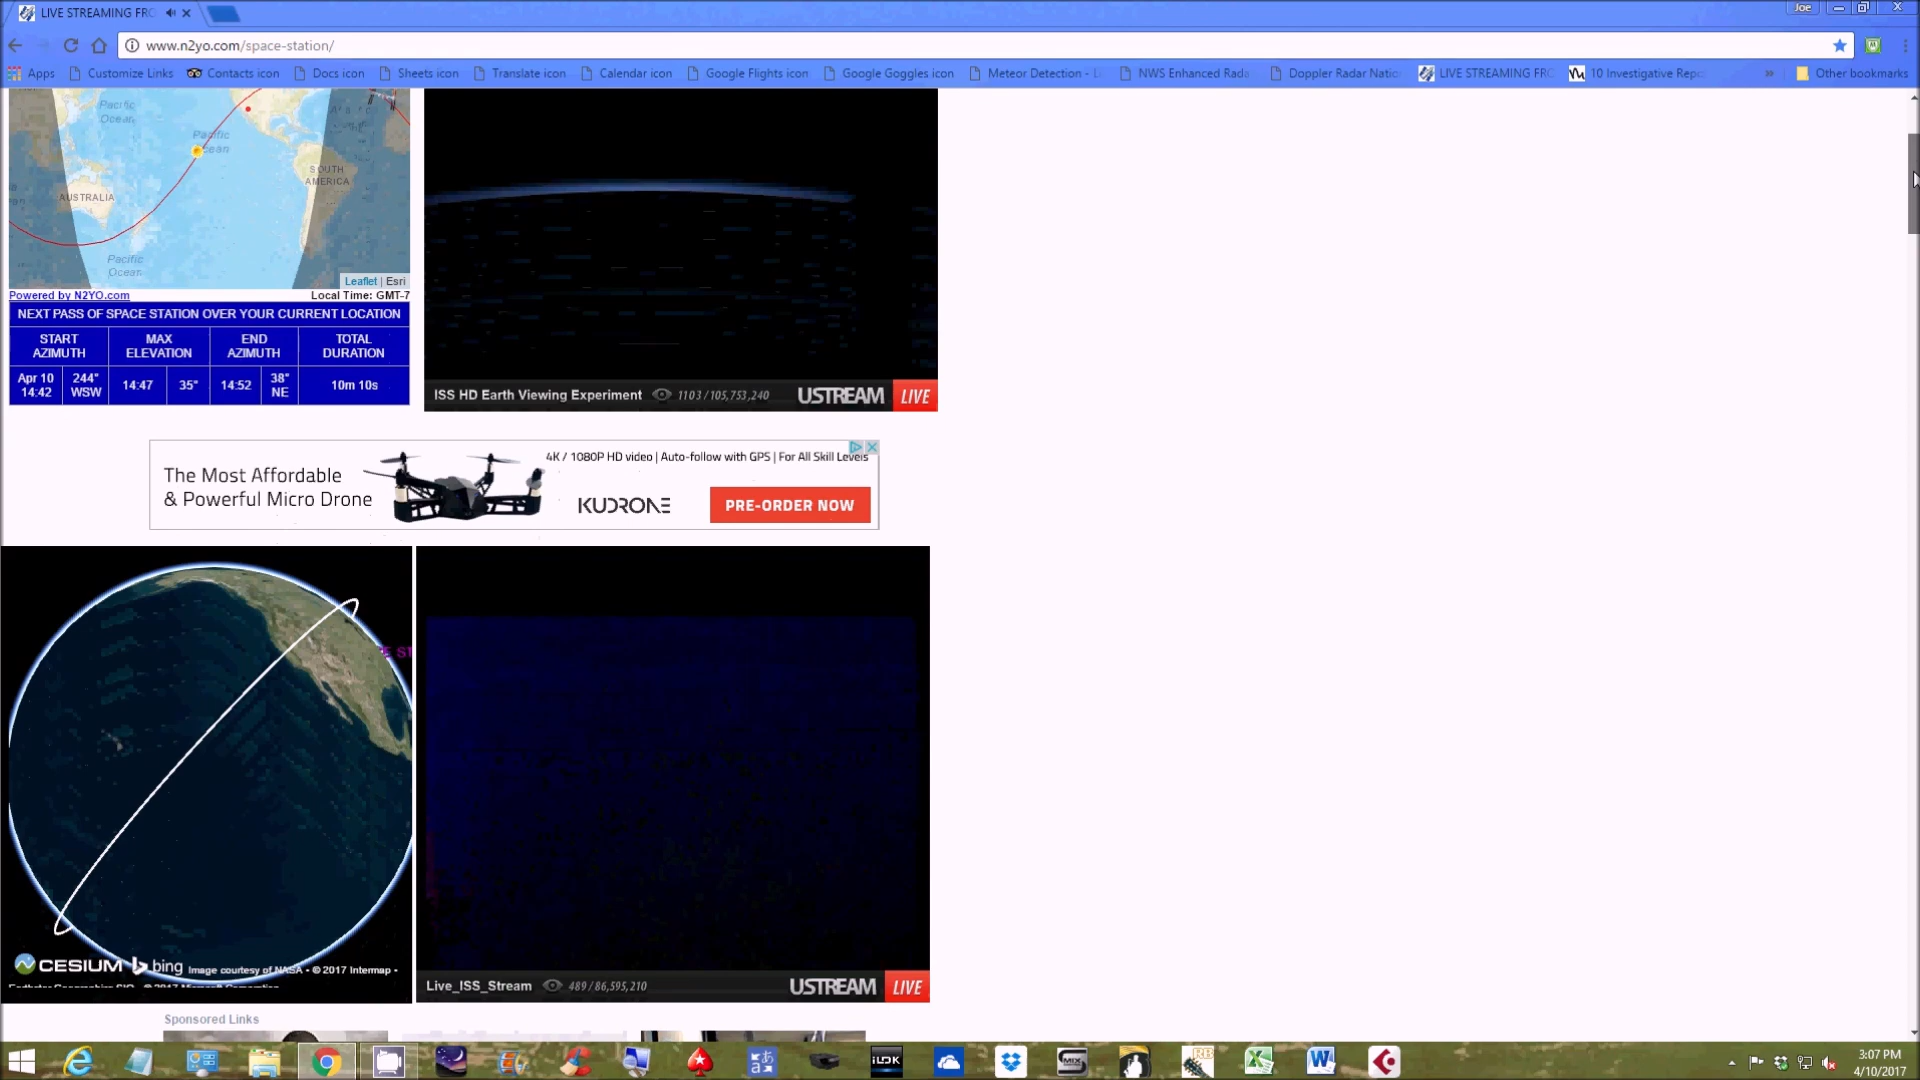 LIVE STREAMING FRO
Joe
www.n2yo.com/space-station/
Apps Customize Links Contacts icon Docs icon Sheets icon Translate icon Calendar icon Google Flights icon Google Goggles icon Meteor Detection - Li NWS Enhanced Rada Doppler Radar Natio LIVE STREAMING FRO 10 Investigative Repo » Other bookmarks
Pacific
Ocean
Pacific
Ocean
SOUTH
AMERICA
AUSTRALIA
Pacific
Ocean
Leaflet | Esri
Powered by N2YO.com Local Time: GMT-7
NEXT PASS OF SPACE STATION OVER YOUR CURRENT LOCATION
START AZIMUTH MAX ELEVATION END AZIMUTH TOTAL DURATION
Apr 10 14:42 244° WSW 14:47 35° 14:52 38° NE 10m 10s
ISS HD Earth Viewing Experiment 1103 / 105,753,240 USTREAM LIVE
The Most Affordable
& Powerful Micro Drone
4K / 1080P HD video | Auto-follow with GPS | For All Skill Levels
KUDRONE
PRE-ORDER NOW
CESIUM bing Image courtesy of NASA • © 2017 Intermap •
Live_ISS_Stream 489 / 86,595,210 USTREAM LIVE
Sponsored Links
3:07 PM
4/10/2017